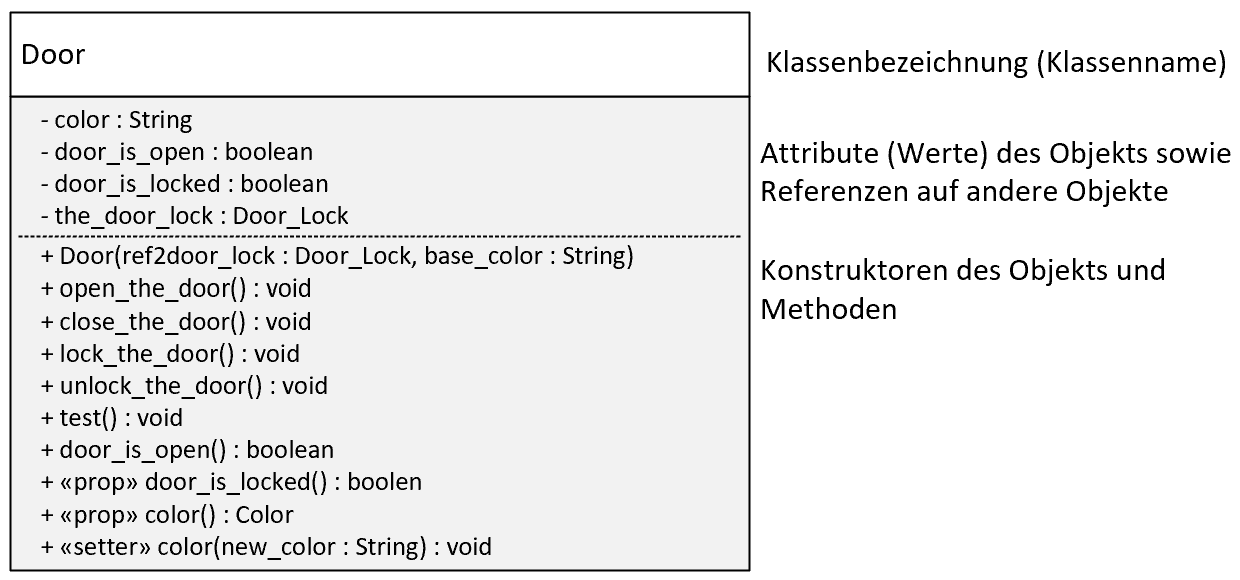 Door
Klassenbezeichnung (Klassenname)
- color : String
- door_is_open : boolean
- door_is_locked : boolean
- the_door_lock : Door_Lock
Attribute (Werte) des Objekts sowie
Referenzen auf andere Objekte
+ Door(ref2door_lock : Door_Lock, base_color : String)
+ open_the_door() : void
+ close_the_door() : void
+ lock_the_door() : void
+ unlock_the_door() : void
+ test() : void
+ door_is_open() : boolean
+ «prop» door_is_locked() : boolen
+ «prop» color() : Color
+ «setter» color(new_color : String) : void
Konstruktoren des Objekts und
Methoden